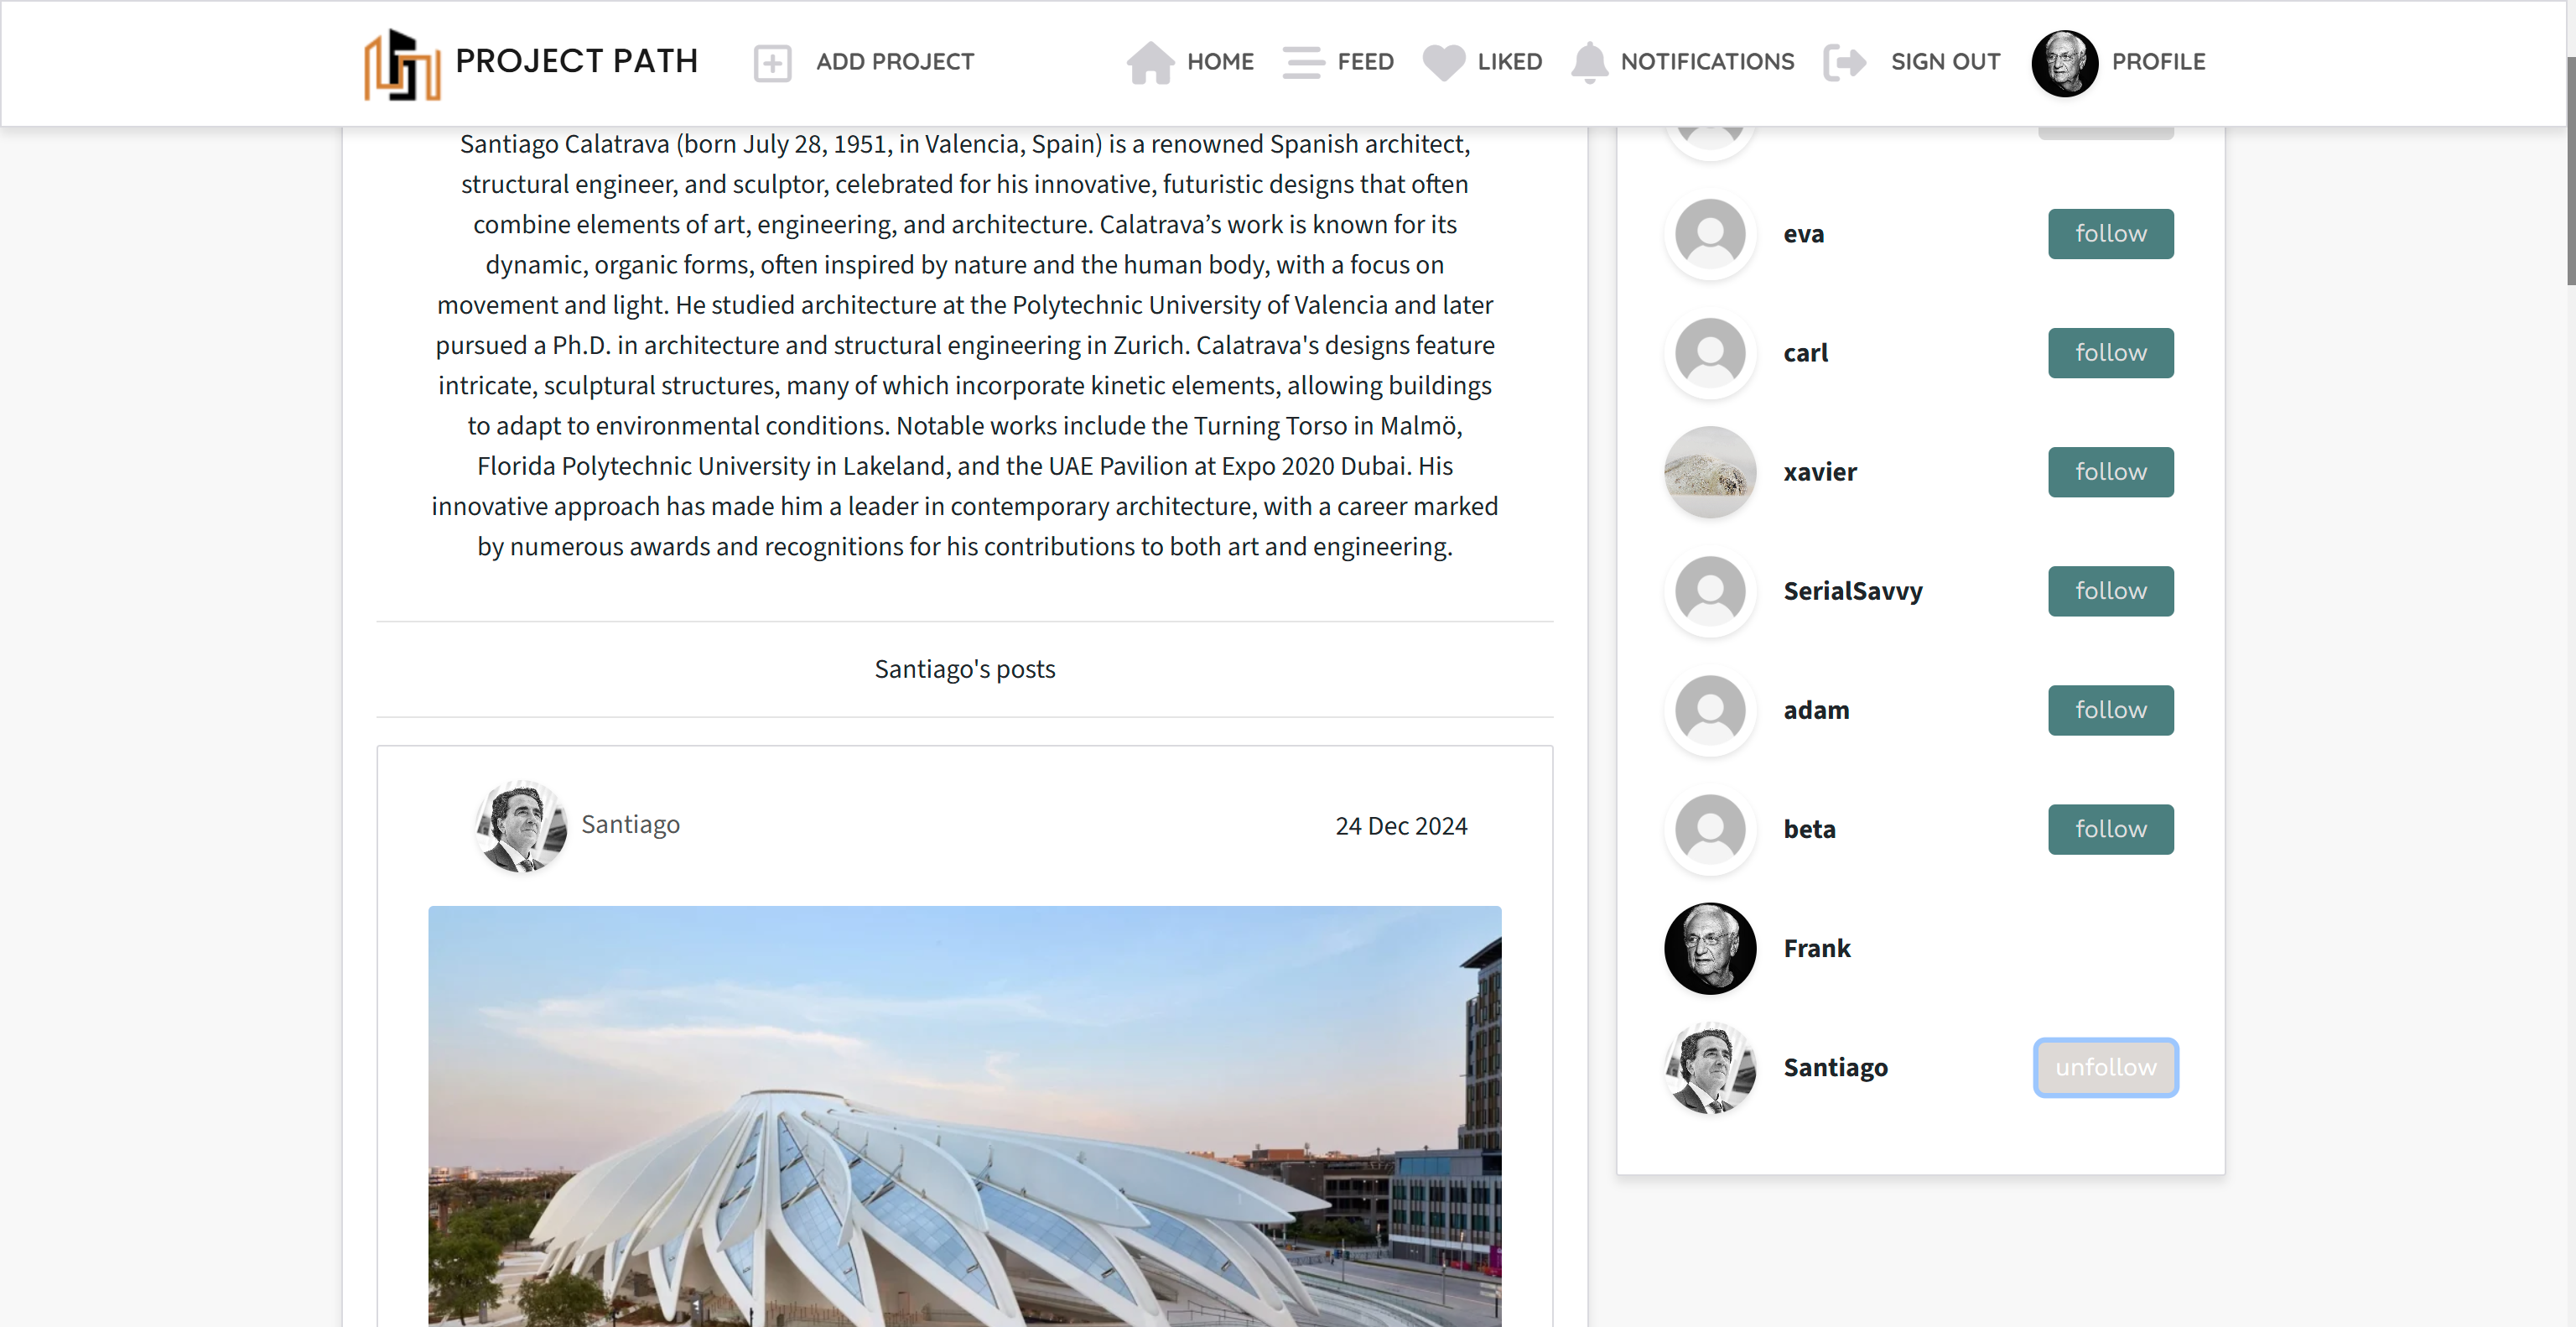 PROJECT PATH
ADD PROJECT
HOME
FEED
LIKED
NOTIFICATIONS
SIGN OUT
PROFILE
Santiago Calatrava (born July 28, 1951, in Valencia, Spain) is a renowned Spanish architect,
structural engineer, and sculptor, celebrated for his innovative, futuristic designs that often
combine elements of art, engineering, and architecture. Calatrava’s work is known for its
dynamic, organic forms, often inspired by nature and the human body, with a focus on
movement and light. He studied architecture at the Polytechnic University of Valencia and later
pursued a Ph.D. in architecture and structural engineering in Zurich. Calatrava's designs feature
intricate, sculptural structures, many of which incorporate kinetic elements, allowing buildings
to adapt to environmental conditions. Notable works include the Turning Torso in Malmö,
Florida Polytechnic University in Lakeland, and the UAE Pavilion at Expo 2020 Dubai. His
innovative approach has made him a leader in contemporary architecture, with a career marked
by numerous awards and recognitions for his contributions to both art and engineering.
Santiago's posts
Santiago
24 Dec 2024
eva
follow
carl
follow
xavier
follow
SerialSavvy
follow
adam
follow
beta
follow
Frank
Santiago
unfollow